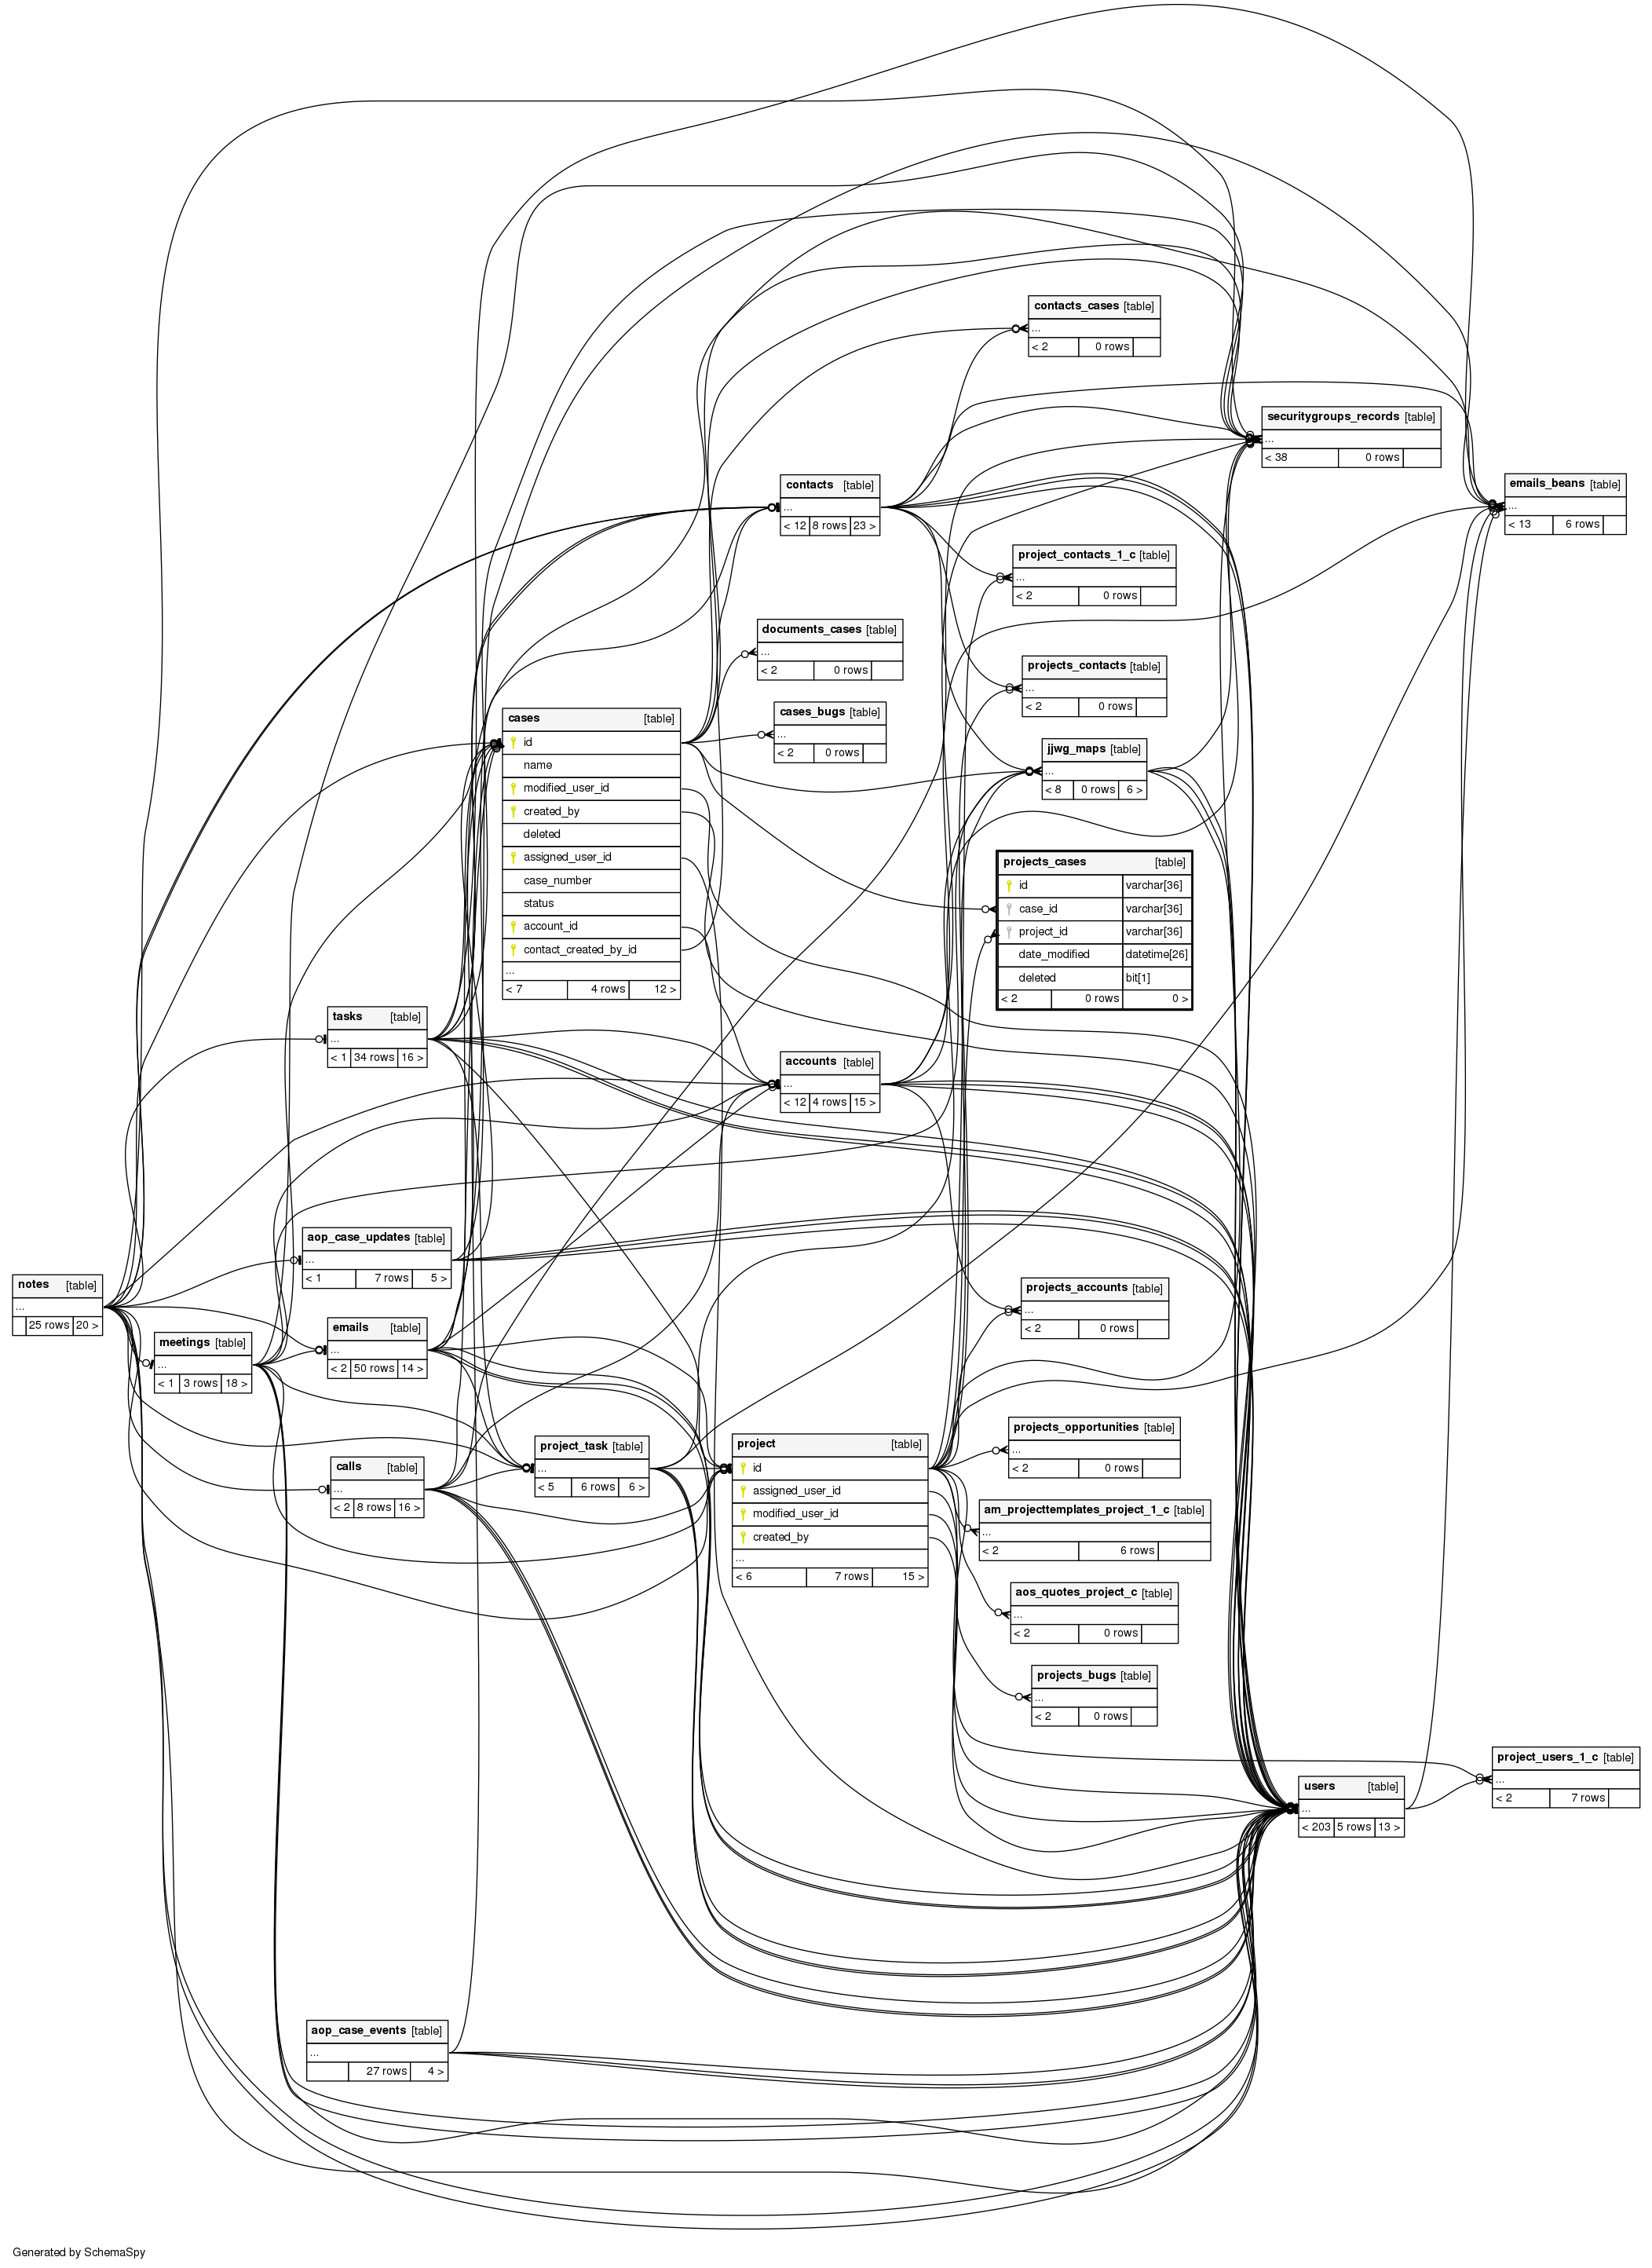 contacts_cases [table]
...
< 2 0 rows
securitygroups_records [table]
...
< 38 0 rows
contacts [table]
...
< 12 8 rows 23 >
emails_beans [table]
...
< 13 6 rows
project_contacts_1_c [table]
...
< 2 0 rows
documents_cases [table]
...
< 2 0 rows
projects_contacts [table]
...
< 2 0 rows
cases_bugs [table]
...
< 2 0 rows
cases [table]
id
name
modified_user_id
created_by
deleted
assigned_user_id
case_number
status
account_id
contact_created_by_id
...
< 7 4 rows 12 >
jjwg_maps [table]
...
< 8 0 rows 6 >
projects_cases [table]
id varchar[36]
case_id varchar[36]
project_id varchar[36]
date_modified datetime[26]
deleted bit[1]
< 2 0 rows 0 >
tasks [table]
...
< 1 34 rows 16 >
accounts [table]
...
< 12 4 rows 15 >
aop_case_updates [table]
...
< 1 7 rows 5 >
notes [table]
...
25 rows 20 >
projects_accounts [table]
...
< 2 0 rows
emails [table]
...
< 2 50 rows 14 >
meetings [table]
...
< 1 3 rows 18 >
projects_opportunities [table]
...
< 2 0 rows
project_task [table]
...
< 5 6 rows 6 >
project [table]
id
assigned_user_id
modified_user_id
created_by
...
< 6 7 rows 15 >
calls [table]
...
< 2 8 rows 16 >
am_projecttemplates_project_1_c [table]
...
< 2 6 rows
aos_quotes_project_c [table]
...
< 2 0 rows
projects_bugs [table]
...
< 2 0 rows
project_users_1_c [table]
...
< 2 7 rows
users [table]
...
< 203 5 rows 13 >
aop_case_events [table]
...
27 rows 4 >
Generated by SchemaSpy